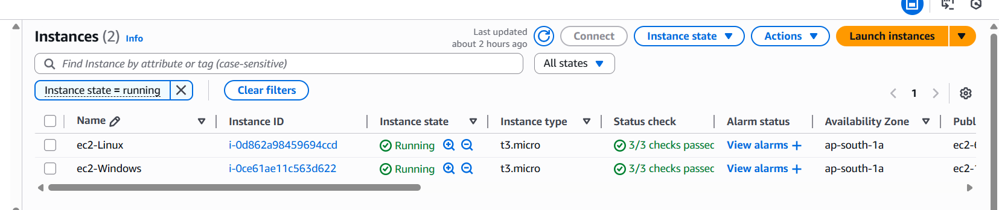 Instances (2) Info
Last updated
about 2 hours ago
Connect
Instance state
Actions
Launch instances
Find Instance by attribute or tag (case-sensitive)
All states
Instance state = running
Clear filters
1
Name Instance ID Instance state Instance type Status check Alarm status Availability Zone Publ
ec2-Linux i-0d862a98459694ccd Running t3.micro 3/3 checks passec View alarms + ap-south-1a ec2-
ec2-Windows i-0ce61ae11c563d622 Running t3.micro 3/3 checks passec View alarms + ap-south-1a ec2-